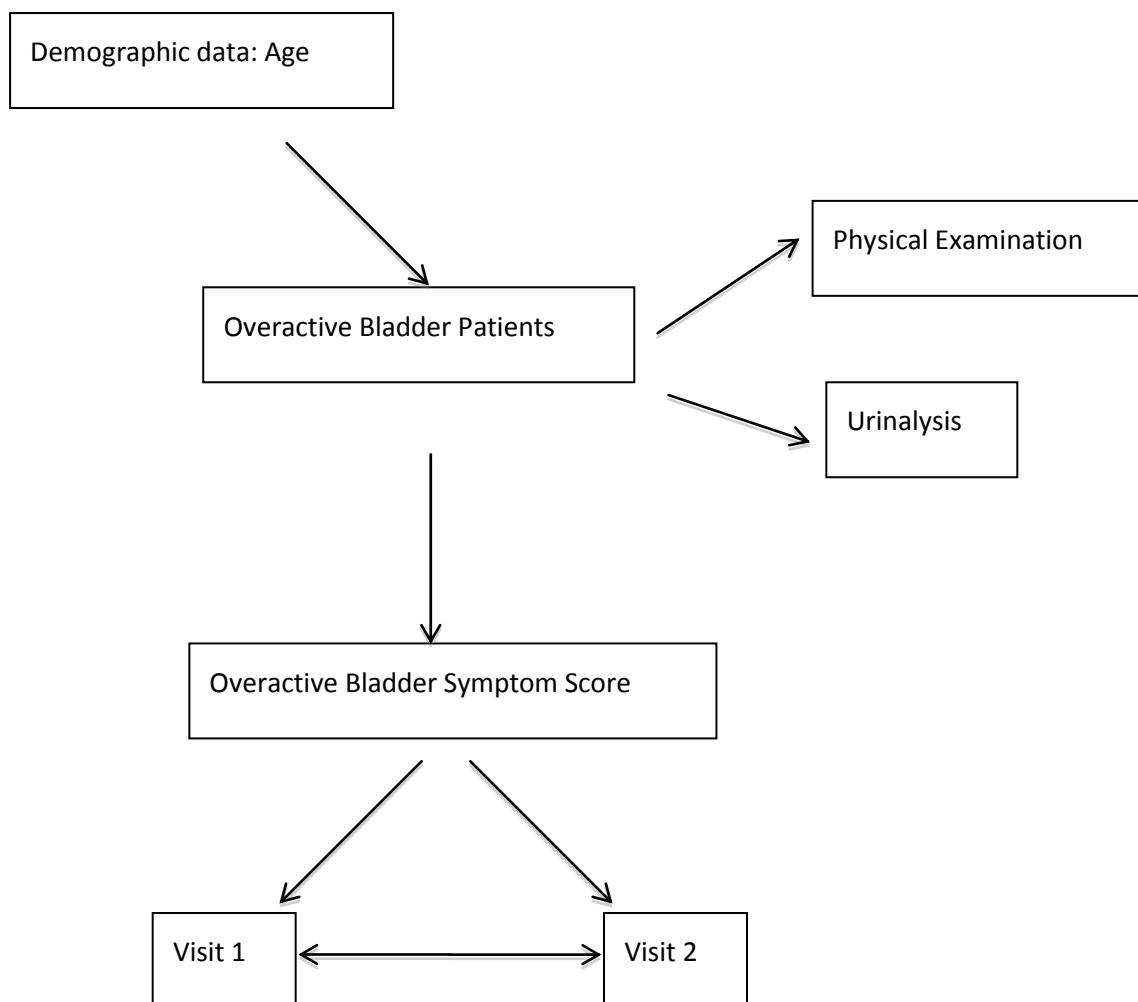 Demographic data: Age
Physical Examination
Overactive Bladder Patients
Urinalysis
Overactive Bladder Symptom Score
Visit 1
Visit 2